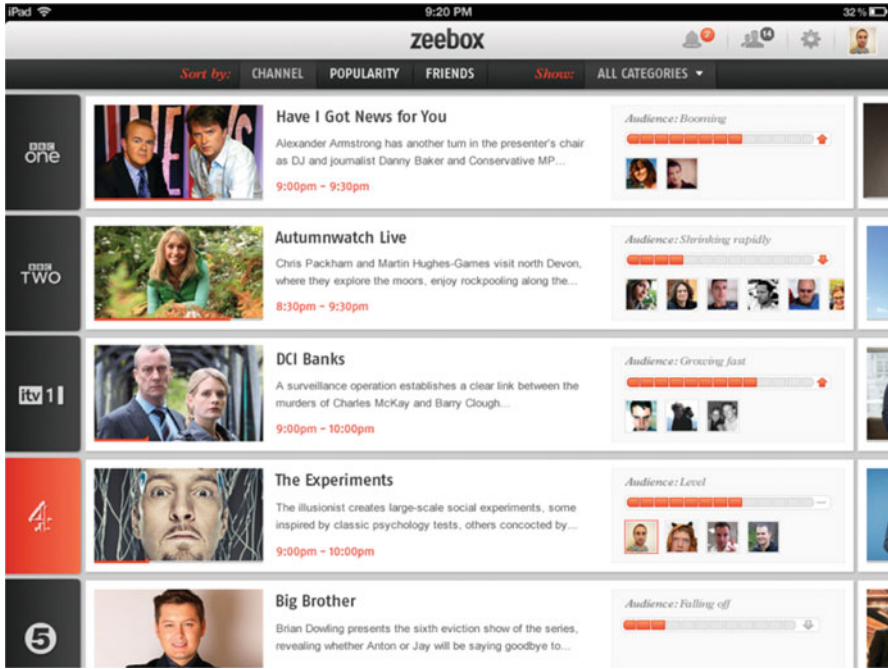 iPad 9:20 PM 32%
zeebox 2 14
Sort by: CHANNEL POPULARITY FRIENDS Show: ALL CATEGORIES
BBC
one
Have I Got News for You
Alexander Armstrong has another turn in the presenter's chair
as DJ and journalist Danny Baker and Conservative MP...
9:00pm - 9:30pm
Audience: Booming
BBC
TWO
Autumnwatch Live
Chris Packham and Martin Hughes-Games visit north Devon,
where they explore the moors, enjoy rockpooling along the...
8:30pm - 9:30pm
Audience: Shrinking rapidly
itv 1
DCI Banks
A surveillance operation establishes a clear link between the
murders of Charles McKay and Barry Clough...
9:00pm - 10:00pm
Audience: Growing fast
4
The Experiments
The illusionist creates large-scale social experiments, some
inspired by classic psychology tests, others concocted by...
9:00pm - 10:00pm
Audience: Level
5
Big Brother
Brian Dowling presents the sixth eviction show of the series,
revealing whether Anton or Jay will be saying goodbye to...
Audience: Falling off